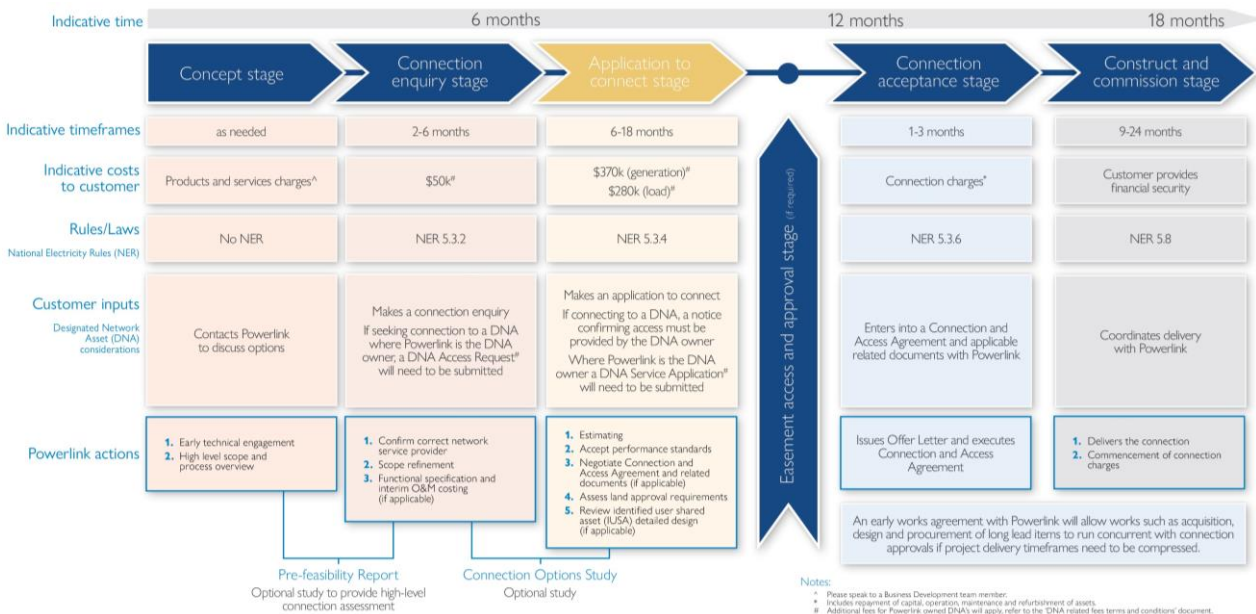 Indicative time
6 months
12 months
18 months
Concept stage
Connection
enquiry stage
Application to
connect stage
Connection
acceptance stage
Construct and
commission stage
Indicative timeframes
as needed
2-6 months
6-18 months
1-3 months
9-24 months
Indicative costs
to customer
Products and services charges^
$50k#
$370k (generation)#
$280k (load)#
Connection charges*
Customer provides
financial security
Rules/Laws
National Electricity Rules (NER)
No NER
NER 5.3.2
NER 5.3.4
NER 5.3.6
NER 5.8
Customer inputs
Designated Network
Asset (DNA)
considerations
Contacts Powerlink
to discuss options
Makes a connection enquiry
If seeking connection to a DNA
where Powerlink is the DNA
owner, a DNA Access Request#
will need to be submitted
Makes an application to connect
If connecting to a DNA, a notice
confirming access must be
provided by the DNA owner
Where Powerlink is the DNA
owner a DNA Service Application#
will need to be submitted
Easement access and approval stage (if required)
Enters into a Connection and
Access Agreement and applicable
related documents with Powerlink
Coordinates delivery
with Powerlink
Powerlink actions
1. Early technical engagement
2. High level scope and
process overview
1. Confirm correct network
service provider
2. Scope refinement
3. Functional specification and
interim O&M costing
(if applicable)
1. Estimating
2. Accept performance standards
3. Negotiate Connection and
Access Agreement and related
documents (if applicable)
4. Assess land approval requirements
5. Review identified user shared
asset (IUSA) detailed design
(if applicable)
Issues Offer Letter and executes
Connection and Access
Agreement
1. Delivers the connection
2. Commencement of connection
charges
An early works agreement with Powerlink will allow works such as acquisition,
design and procurement of long lead items to run concurrent with connection
approvals if project delivery timeframes need to be compressed.
Pre-feasibility Report
Optional study to provide high-level
connection assessment
Connection Options Study
Optional study
Notes:
^ Please speak to a Business Development team member.
* Includes repayment of capital, operation, maintenance and refurbishment of assets.
# Additional fees for Powerlink owned DNA's will apply, refer to the 'DNA related fees terms and conditions' document.